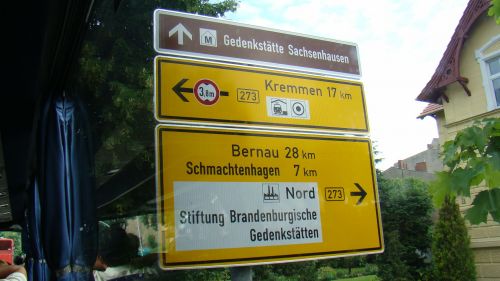 M Gedenkstätte Sachsenhausen
3,8m 273 Kremmen 17 km
Bernau 28 km
Schmachtenhagen 7 km
Nord 273
Stiftung Brandenburgische
Gedenkstätten